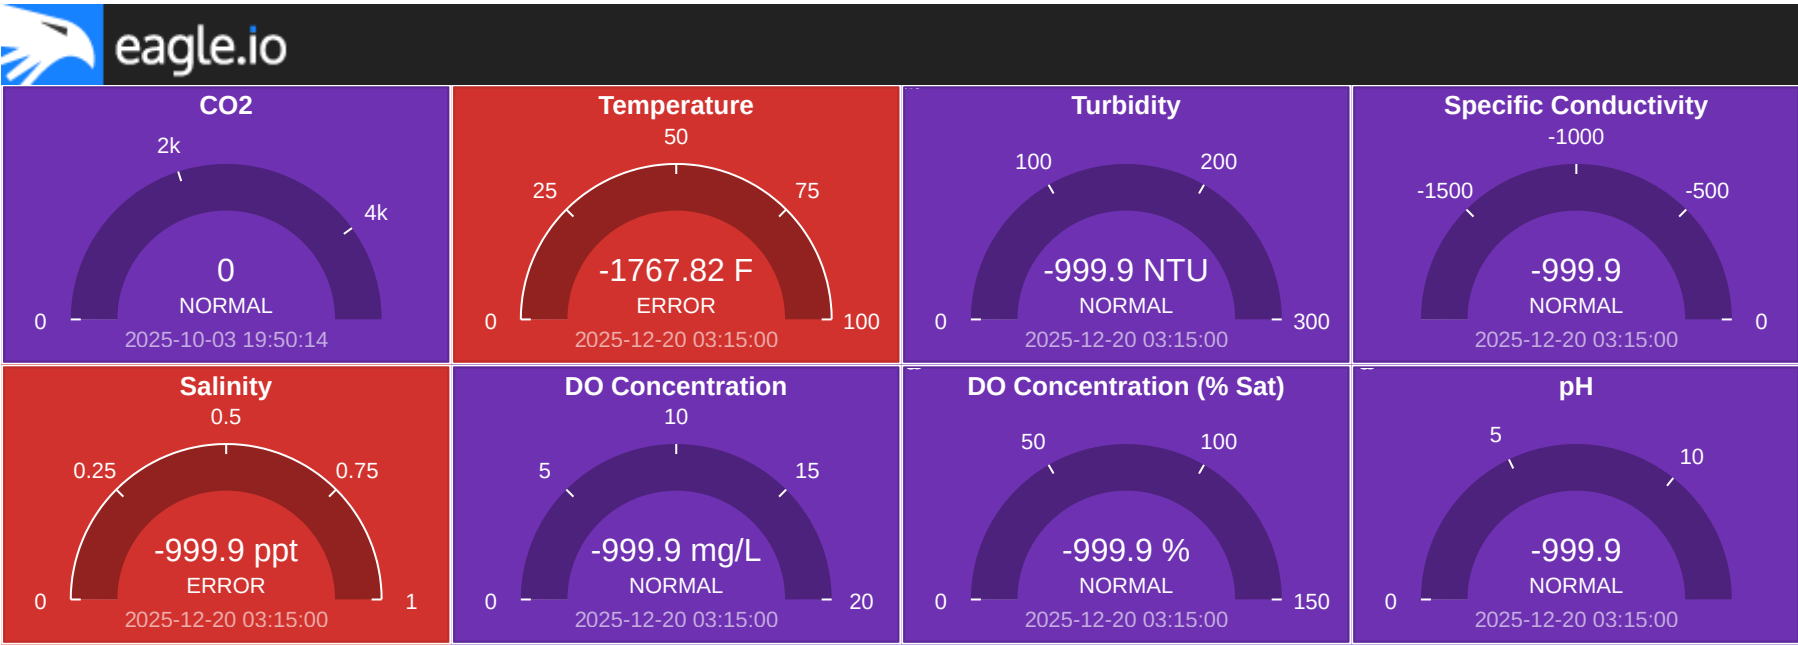 eagle.io
CO2
2k
4k
0
NORMAL
0
2025-10-03 19:50:14
Temperature
50
25
75
-1767.82 F
ERROR
0
100
2025-12-20 03:15:00
Turbidity
100
200
-999.9 NTU
NORMAL
0
300
2025-12-20 03:15:00
Specific Conductivity
-1000
-1500
-500
-999.9
NORMAL
0
2025-12-20 03:15:00
Salinity
0.5
0.25
0.75
-999.9 ppt
ERROR
0
1
2025-12-20 03:15:00
DO Concentration
10
5
15
-999.9 mg/L
NORMAL
0
20
2025-12-20 03:15:00
DO Concentration (% Sat)
50
100
-999.9 %
NORMAL
0
150
2025-12-20 03:15:00
pH
5
10
-999.9
NORMAL
0
2025-12-20 03:15:00